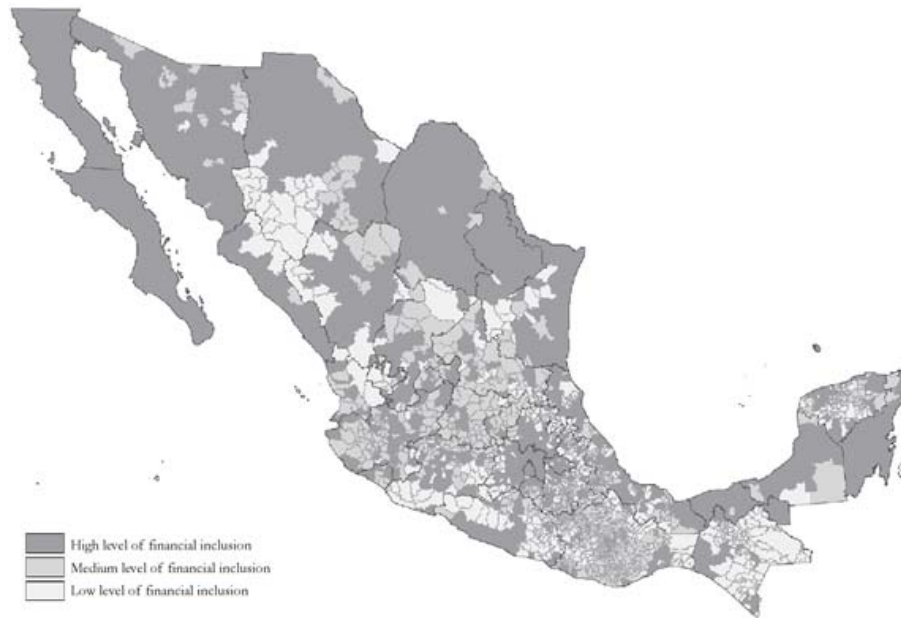 High level of financial inclusion
Medium level of financial inclusion
Low level of financial inclusion